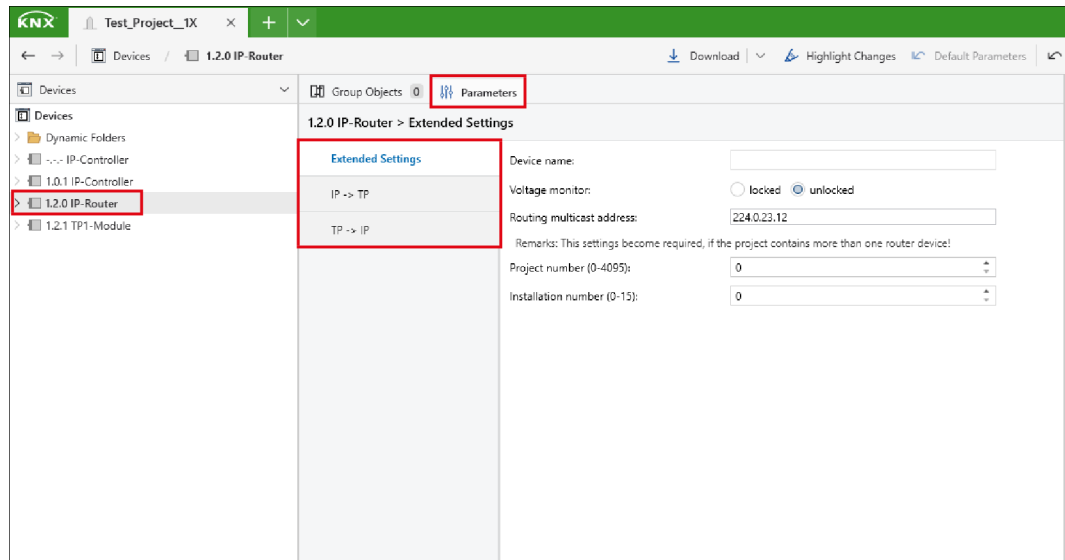 KNX Test_Project_1X × +
Devices / 1.2.0 IP-Router Download Highlight Changes Default Parameters
Devices
Group Objects 0 Parameters
Devices
1.2.0 IP-Router > Extended Settings
Dynamic Folders
-.-.- IP-Controller
1.0.1 IP-Controller
1.2.0 IP-Router
1.2.1 TP1-Module
Extended Settings
IP -> TP
TP -> IP
Device name:
Voltage monitor: locked unlocked
Routing multicast address: 224.0.23.12
Remarks: This settings become required, if the project contains more than one router device!
Project number (0-4095): 0
Installation number (0-15): 0